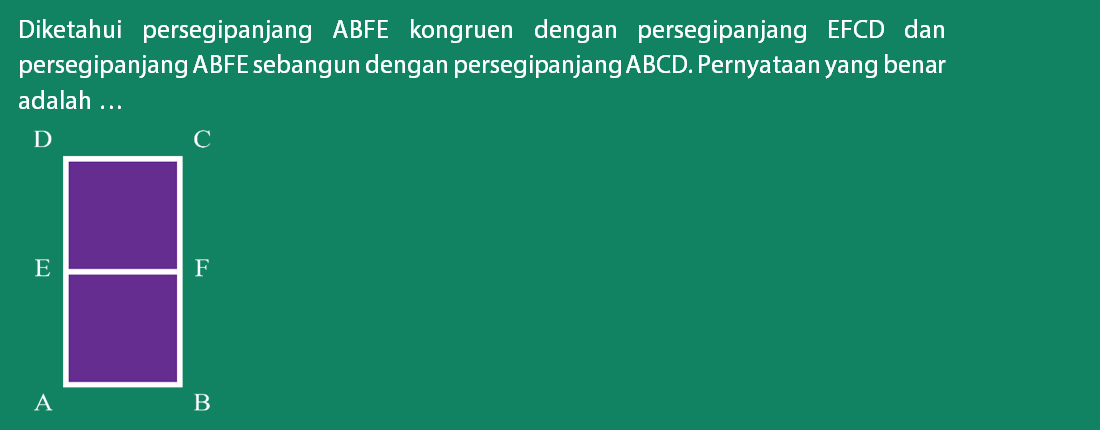 Diketahui persegipanjang ABFE kongruen dengan persegipanjang EFCD dan
persegipanjang ABFE sebangun dengan persegipanjang ABCD. Pernyataan yang benar
adalah ...
D C
E F
A B